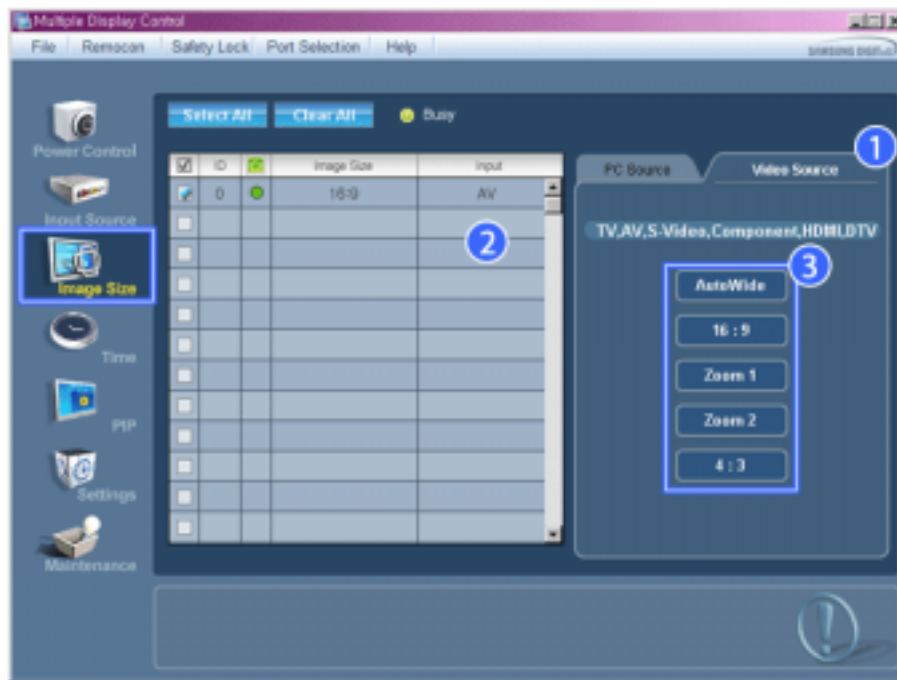 Multiple Display Control
File Remocon Safety Lock Port Selection Help
SAMSUNG DIGITall
Select All Clear All Busy
Power Control
Input Source
Image Size
Time
PIP
Settings
Maintenance
ID Image Size Input
0 16:9 AV
PC Source Video Source
1
2
TV,AV,S-Video,Component,HDMI,DTV
3
AutoWide
16 : 9
Zoom 1
Zoom 2
4 : 3